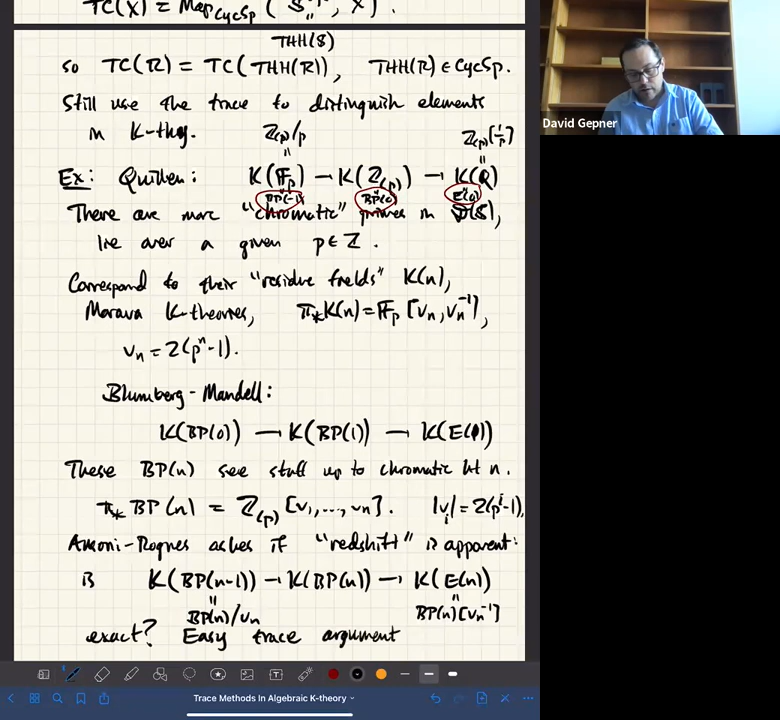 TC(X) = Map_CycSp (S^triv, X).
THH(S)
so TC(R) = TC(THH(R)), THH(R) ∈ CycSp.
Still use the trace to distinguish elements
in K-thy.
Z_(p)/p
Z_(p)[1/p]
Ex: Quillen: K(F_p) → K(Z_(p)) → K(Q)
BP(-1) BP(0) E(0)
There are more "chromatic" primes in
lie over a given p ∈ Z.
Correspond to their "residue fields" K(n),
Morava K-theories, π_* K(n) = F_p [v_n, v_n^-1],
v_n = 2(p^n - 1).
Blumberg-Mandell:
K(BP(0)) → K(BP(1)) → K(E(1))
These BP(n) see stuff up to chromatic ht n.
π_* BP(n) = Z_(p) [v_1, ..., v_n]. |v_i| = 2(p^i - 1),
Ausoni-Rognes asks if "redshift" is apparent:
Is K(BP(n-1)) → K(BP(n)) → K(E(n))
BP(n)/v_n
BP(n)[v_n^-1]
exact? Easy trace argument
David Gepner
Trace Methods In Algebraic K-theory